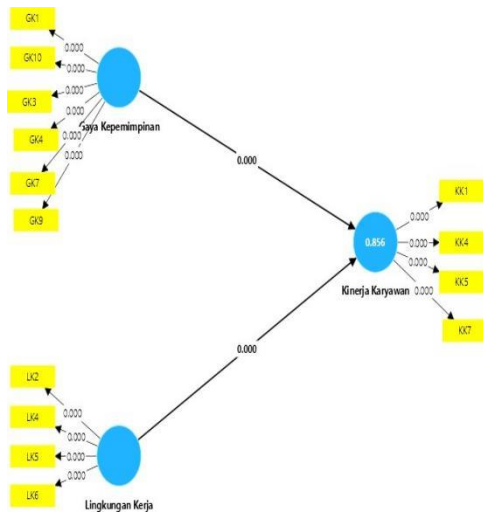 GK1
0.000
GK10
0.000
GK3
0.000
GK4
0.000
GK7
0.000
GK9
0.000
Gaya Kepemimpinan
0.000
KK1
0.000
KK4
0.000
KK5
0.000
KK7
0.000
0.856
Kinerja Karyawan
0.000
LK2
0.000
LK4
0.000
LK5
0.000
LK6
0.000
Lingkungan Kerja